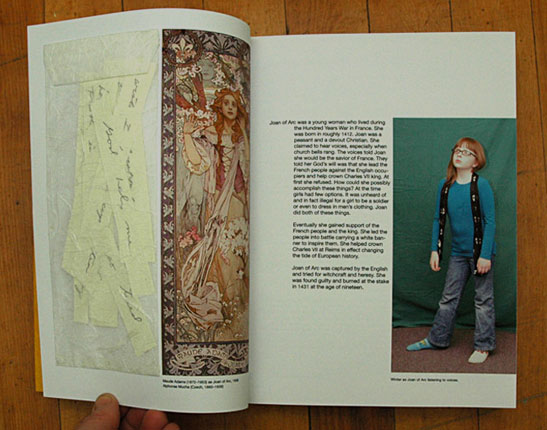 MAUDE ADAMS
Maude Adams (1872–1953) as Joan of Arc, 1909
Alphonse Mucha (Czech, 1860–1939)
Joan of Arc was a young woman who lived during
the Hundred Years War in France. She
was born in roughly 1412. Joan was a
peasant and a devout Christian. She
claimed to hear voices, especially when
church bells rang. The voices told Joan
she would be the savior of France. They
told her God's will was that she lead the
French people against the English occu-
piers and help crown Charles VII king. At
first she refused. How could she possibly
accomplish these things? At the time
girls had few options. It was unheard of
and in fact illegal for a girl to be a soldier
or even to dress in men's clothing. Joan
did both of these things.
Eventually she gained support of the
French people and the king. She led the
people into battle carrying a white ban-
ner to inspire them. She helped crown
Charles VII at Reims in effect changing
the tide of European history.
Joan of Arc was captured by the English
and tried for witchcraft and heresy. She
was found guilty and burned at the stake
in 1431 at the age of nineteen.
Winter as Joan of Arc listening to voices.